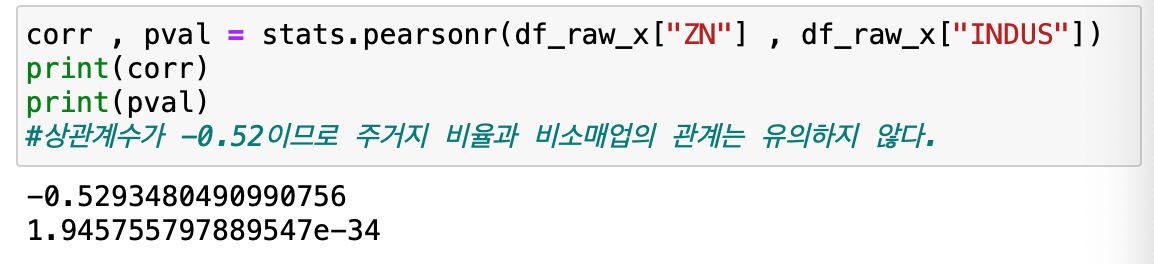 corr , pval = stats.pearsonr(df_raw_x["ZN"] , df_raw_x["INDUS"])
print(corr)
print(pval)
#상관계수가 -0.52이므로 주거지 비율과 비소매업의 관계는 유의하지 않다.
-0.5293480490990756
1.9457557978895​47e-34